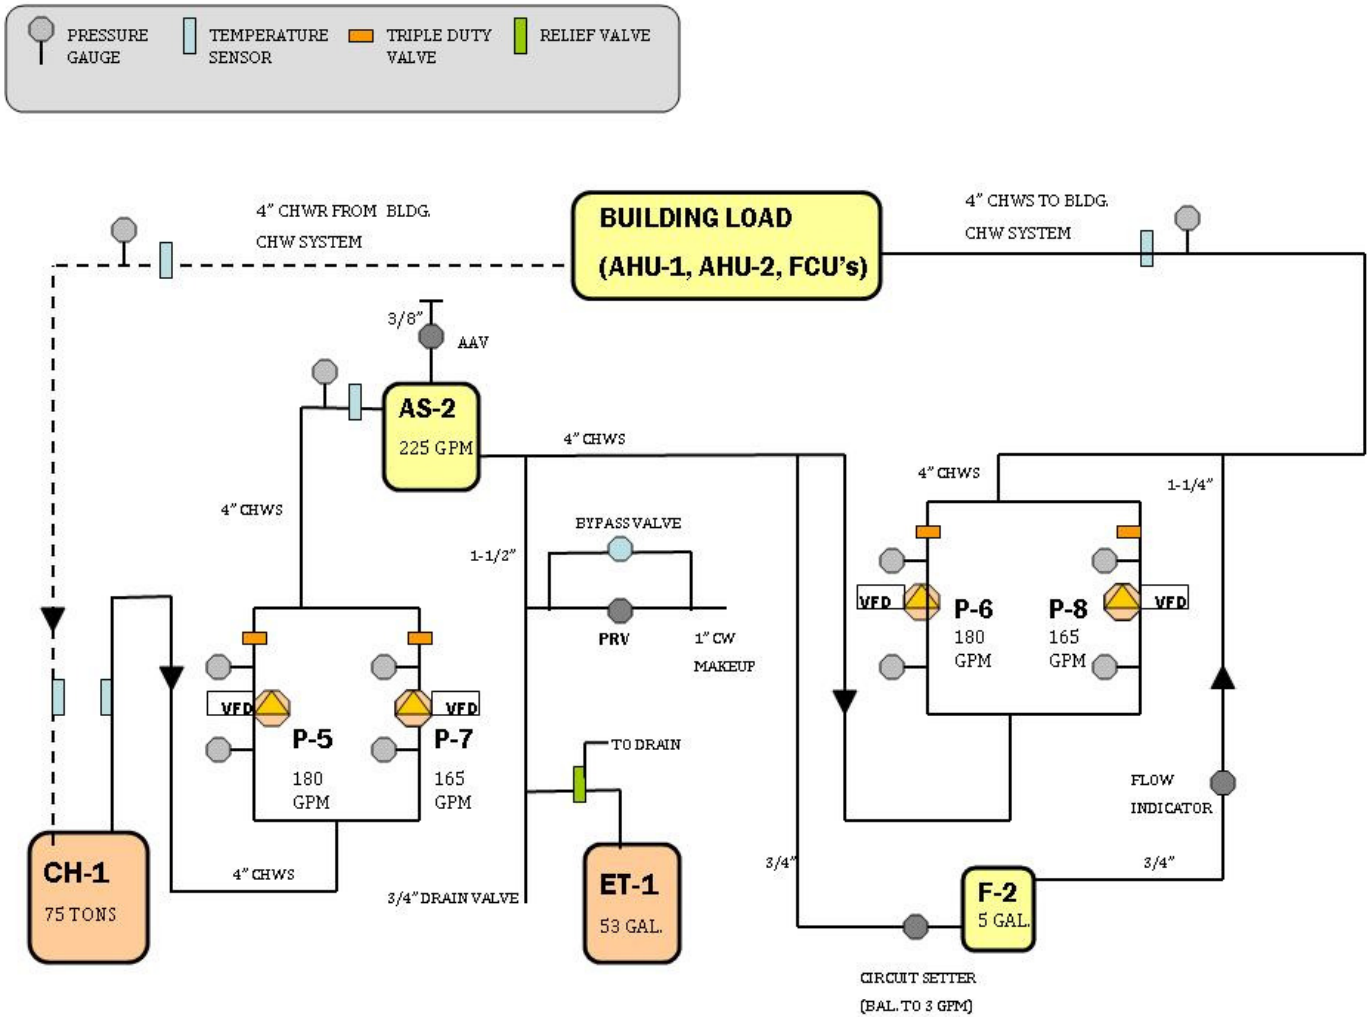 PRESSURE
GAUGE
TEMPERATURE
SENSOR
TRIPLE DUTY
VALVE
RELIEF VALVE
4" CHWR FROM BLDG.
CHW SYSTEM
BUILDING LOAD
(AHU-1, AHU-2, FCU's)
4" CHWS TO BLDG.
CHW SYSTEM
3/8"
AAV
AS-2
225 GPM
4" CHWS
4" CHWS
4" CHWS
1-1/4"
BYPASS VALVE
1-1/2"
PRV
1" CW
MAKEUP
VFD
P-6
180
GPM
P-8
165
GPM
VFD
VFD
P-5
180
GPM
VFD
P-7
165
GPM
TO DRAIN
FLOW
INDICATOR
CH-1
75 TONS
4" CHWS
3/4" DRAIN VALVE
ET-1
53 GAL.
3/4"
3/4"
F-2
5 GAL.
CIRCUIT SETTER
(BAL. TO 3 GPM)